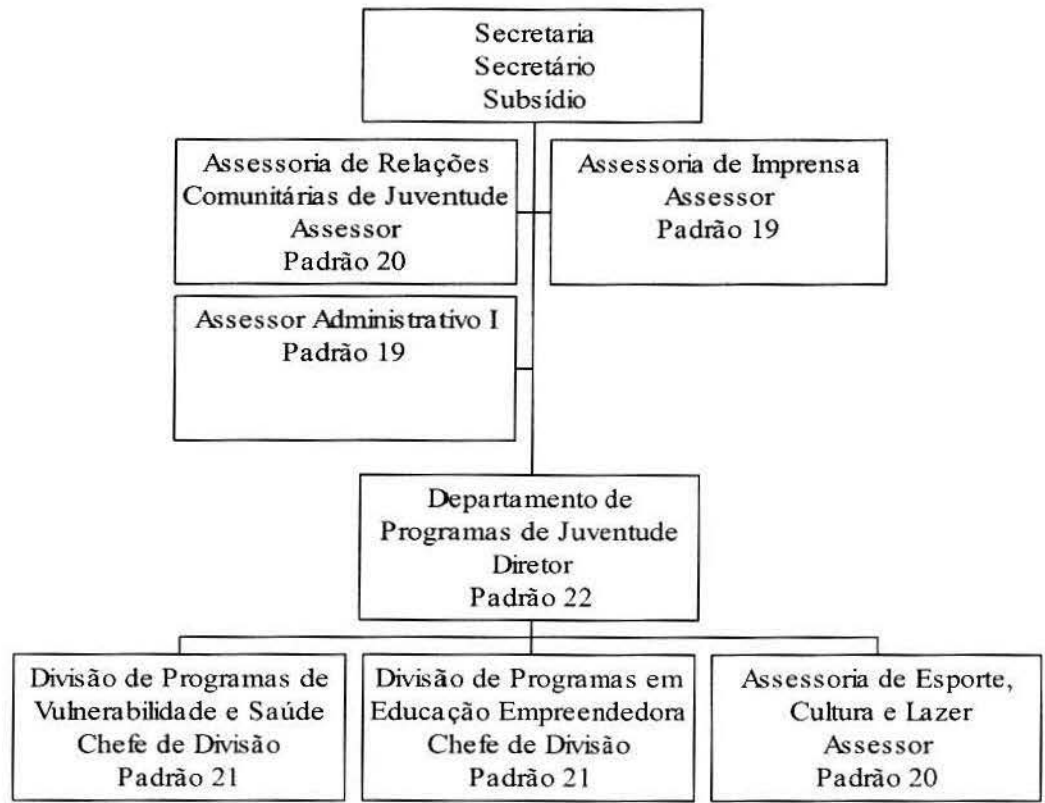 Secretaria
Secretário
Subsídio
Assessoria de Relações
Comunitárias de Juventude
Assessor
Padrão 20
Assessoria de Imprensa
Assessor
Padrão 19
Assessor Administrativo I
Padrão 19
Departamento de
Programas de Juventude
Diretor
Padrão 22
Divisão de Programas de
Vulnerabilidade e Saúde
Chefe de Divisão
Padrão 21
Divisão de Programas em
Educação Empreendedora
Chefe de Divisão
Padrão 21
Assessoria de Esporte,
Cultura e Lazer
Assessor
Padrão 20